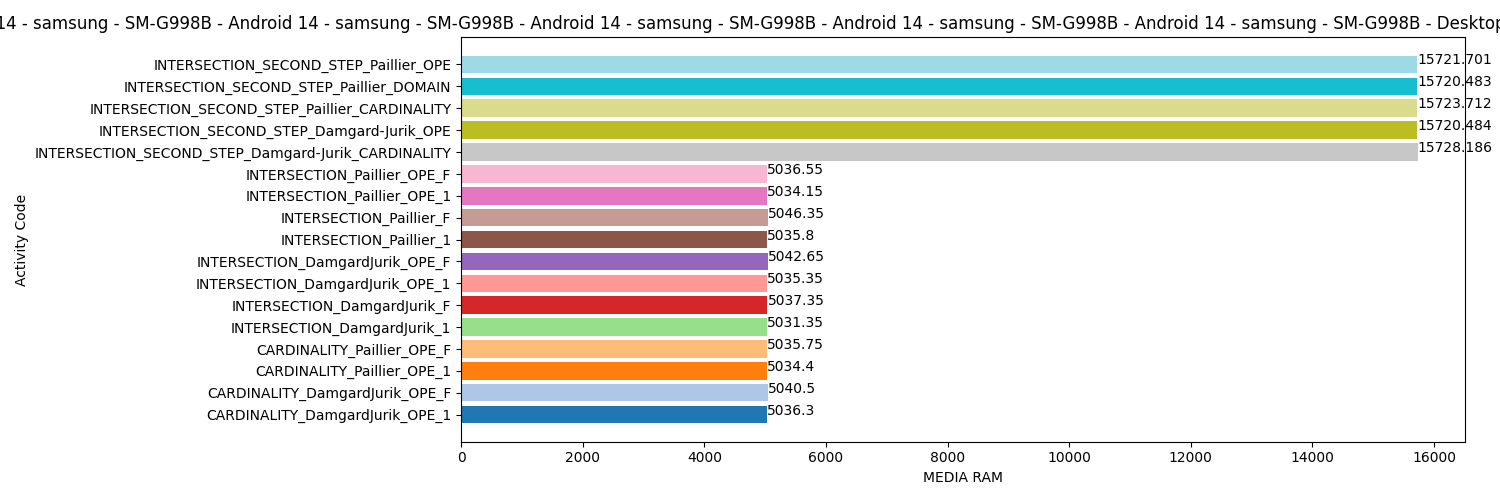 14 - samsung - SM-G998B - Android 14 - samsung - SM-G998B - Android 14 - samsung - SM-G998B - Android 14 - samsung - SM-G998B - Android 14 - samsung - SM-G998B - Desktop
INTERSECTION_SECOND_STEP_Paillier_OPE 15721.701
INTERSECTION_SECOND_STEP_Paillier_DOMAIN 15720.483
INTERSECTION_SECOND_STEP_Paillier_CARDINALITY 15723.712
INTERSECTION_SECOND_STEP_Damgard-Jurik_OPE 15720.484
INTERSECTION_SECOND_STEP_Damgard-Jurik_CARDINALITY 15728.186
INTERSECTION_Paillier_OPE_F 5036.55
INTERSECTION_Paillier_OPE_1 5034.15
INTERSECTION_Paillier_F 5046.35
INTERSECTION_Paillier_1 5035.8
INTERSECTION_DamgardJurik_OPE_F 5042.65
INTERSECTION_DamgardJurik_OPE_1 5035.35
INTERSECTION_DamgardJurik_F 5037.35
INTERSECTION_DamgardJurik_1 5031.35
CARDINALITY_Paillier_OPE_F 5035.75
CARDINALITY_Paillier_OPE_1 5034.4
CARDINALITY_DamgardJurik_OPE_F 5040.5
CARDINALITY_DamgardJurik_OPE_1 5036.3
Activity Code
0 2000 4000 6000 8000 10000 12000 14000 16000
MEDIA RAM